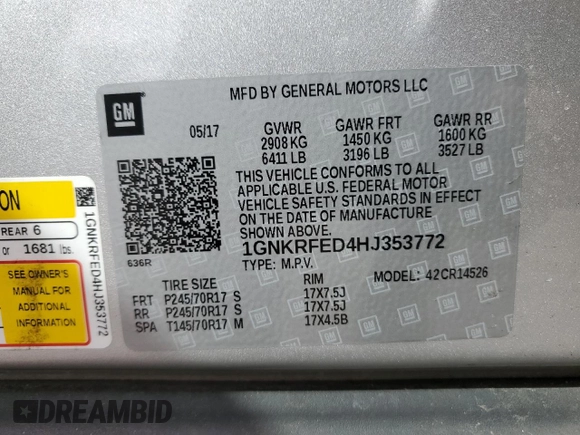 MFD BY GENERAL MOTORS LLC
GM
05/17 GVWR GAWR FRT GAWR RR
2908 KG 1450 KG 1600 KG
6411 LB 3196 LB 3527 LB
THIS VEHICLE CONFORMS TO ALL
APPLICABLE U.S. FEDERAL MOTOR
VEHICLE SAFETY STANDARDS IN EFFECT
ON THE DATE OF MANUFACTURE
SHOWN ABOVE.
636R
1GNKRFED4HJ353772
TYPE: M.P.V. MODEL: 42CR14526
TIRE SIZE RIM
FRT P245/70R17 S 17X7.5J
RR P245/70R17 S 17X7.5J
SPA T145/70R17 M 17X4.5B
ON
REAR 6
or 1681 lbs.
SEE OWNER'S
MANUAL FOR
ADDITIONAL
INFORMATION
1GNKRFED4HJ353772
DREAMBID